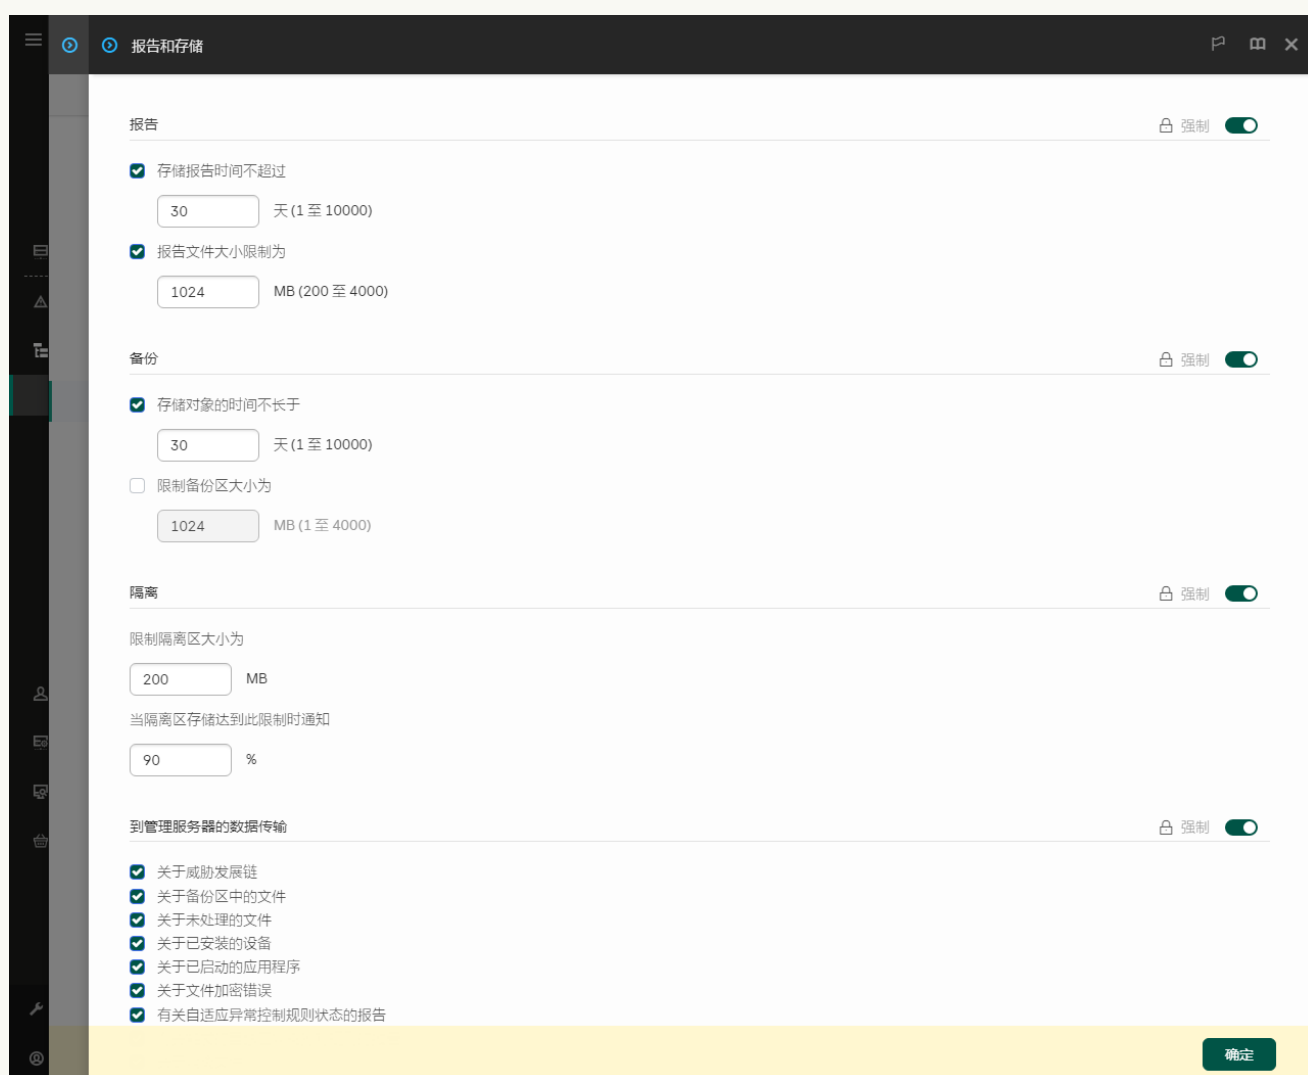 报告和存储
报告
强制
存储报告时间不超过
30 天 (1 至 10000)
报告文件大小限制为
1024 MB (200 至 4000)
备份
强制
存储对象的时间不长于
30 天 (1 至 10000)
限制备份区大小为
1024 MB (1 至 4000)
隔离
强制
限制隔离区大小为
200 MB
当隔离区存储达到此限制时通知
90 %
到管理服务器的数据传输
强制
关于威胁发展链
关于备份区中的文件
关于未处理的文件
关于已安装的设备
关于已启动的应用程序
关于文件加密错误
有关自适应异常控制规则状态的报告
确定